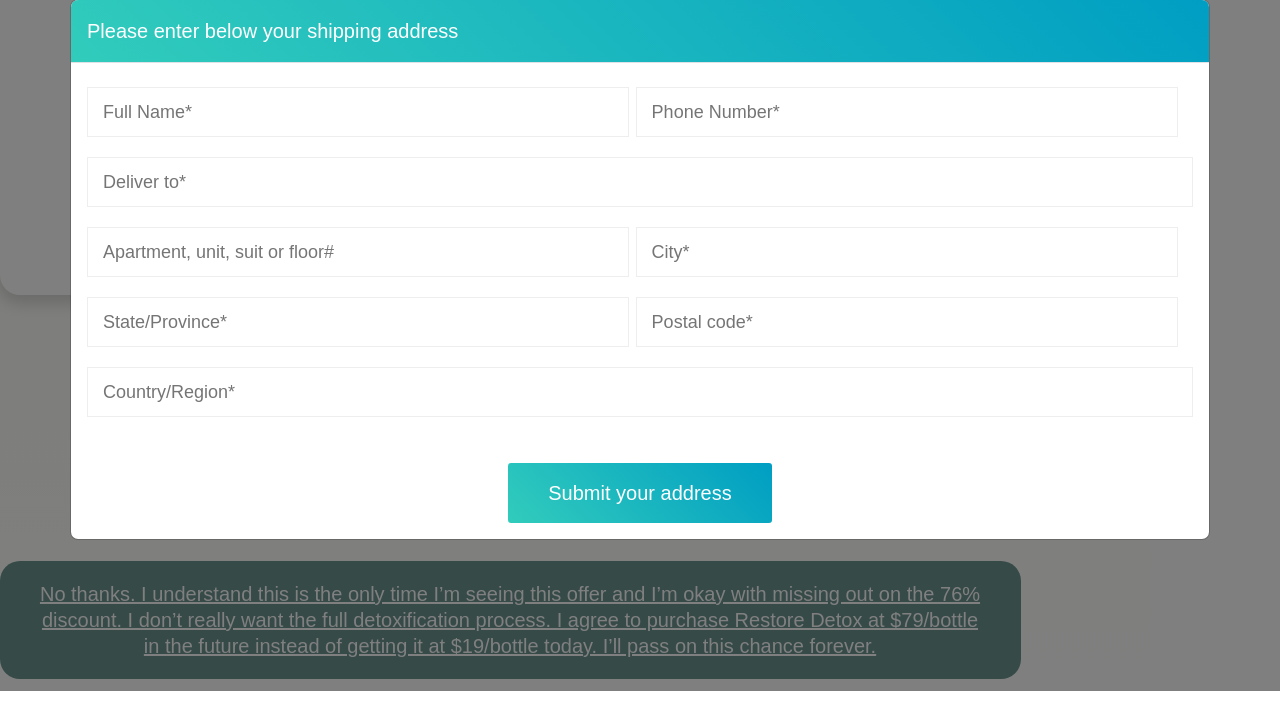 Please enter below your shipping address
Full Name*
Phone Number*
Deliver to*
Apartment, unit, suit or floor#
City*
State/Province*
Postal code*
Country/Region*
Submit your address
No thanks. I understand this is the only time I’m seeing this offer and I’m okay with missing out on the 76%
discount. I don’t really want the full detoxification process. I agree to purchase Restore Detox at $79/bottle
in the future instead of getting it at $19/bottle today. I’ll pass on this chance forever.